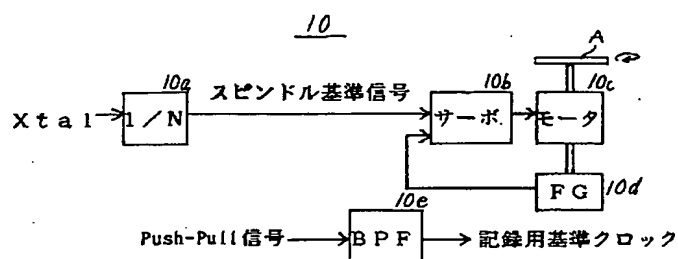 10
A
10a
スピンドル基準信号
10b
10c
Xtal
1/N
サーボ
モータ
FG
10d
10e
Push-Pull信号
BPF
記録用基準クロック